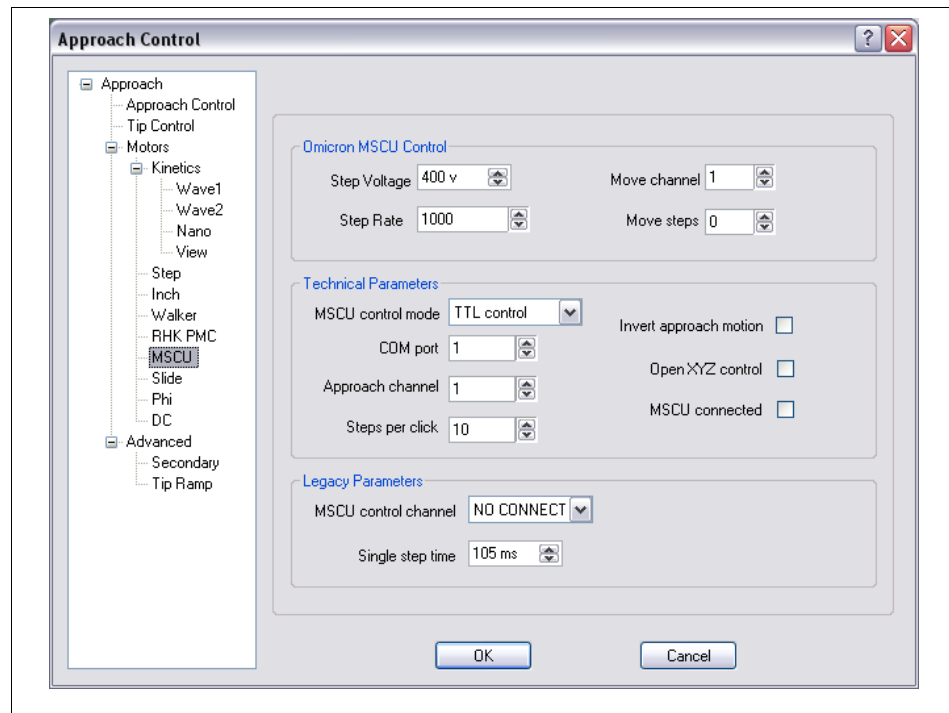 Approach Control
Approach
Approach Control
Tip Control
Motors
Kinetics
Wave1
Wave2
Nano
View
Step
Inch
Walker
RHK PMC
MSCU
Slide
Phi
DC
Advanced
Secondary
Tip Ramp
Omicron MSCU Control
Step Voltage 400 v Move channel 1
Step Rate 1000 Move steps 0
Technical Parameters
MSCU control mode TTL control
Invert approach motion
COM port 1
Open XYZ control
Approach channel 1
MSCU connected
Steps per click 10
Legacy Parameters
MSCU control channel NO CONNECT
Single step time 105 ms
OK Cancel